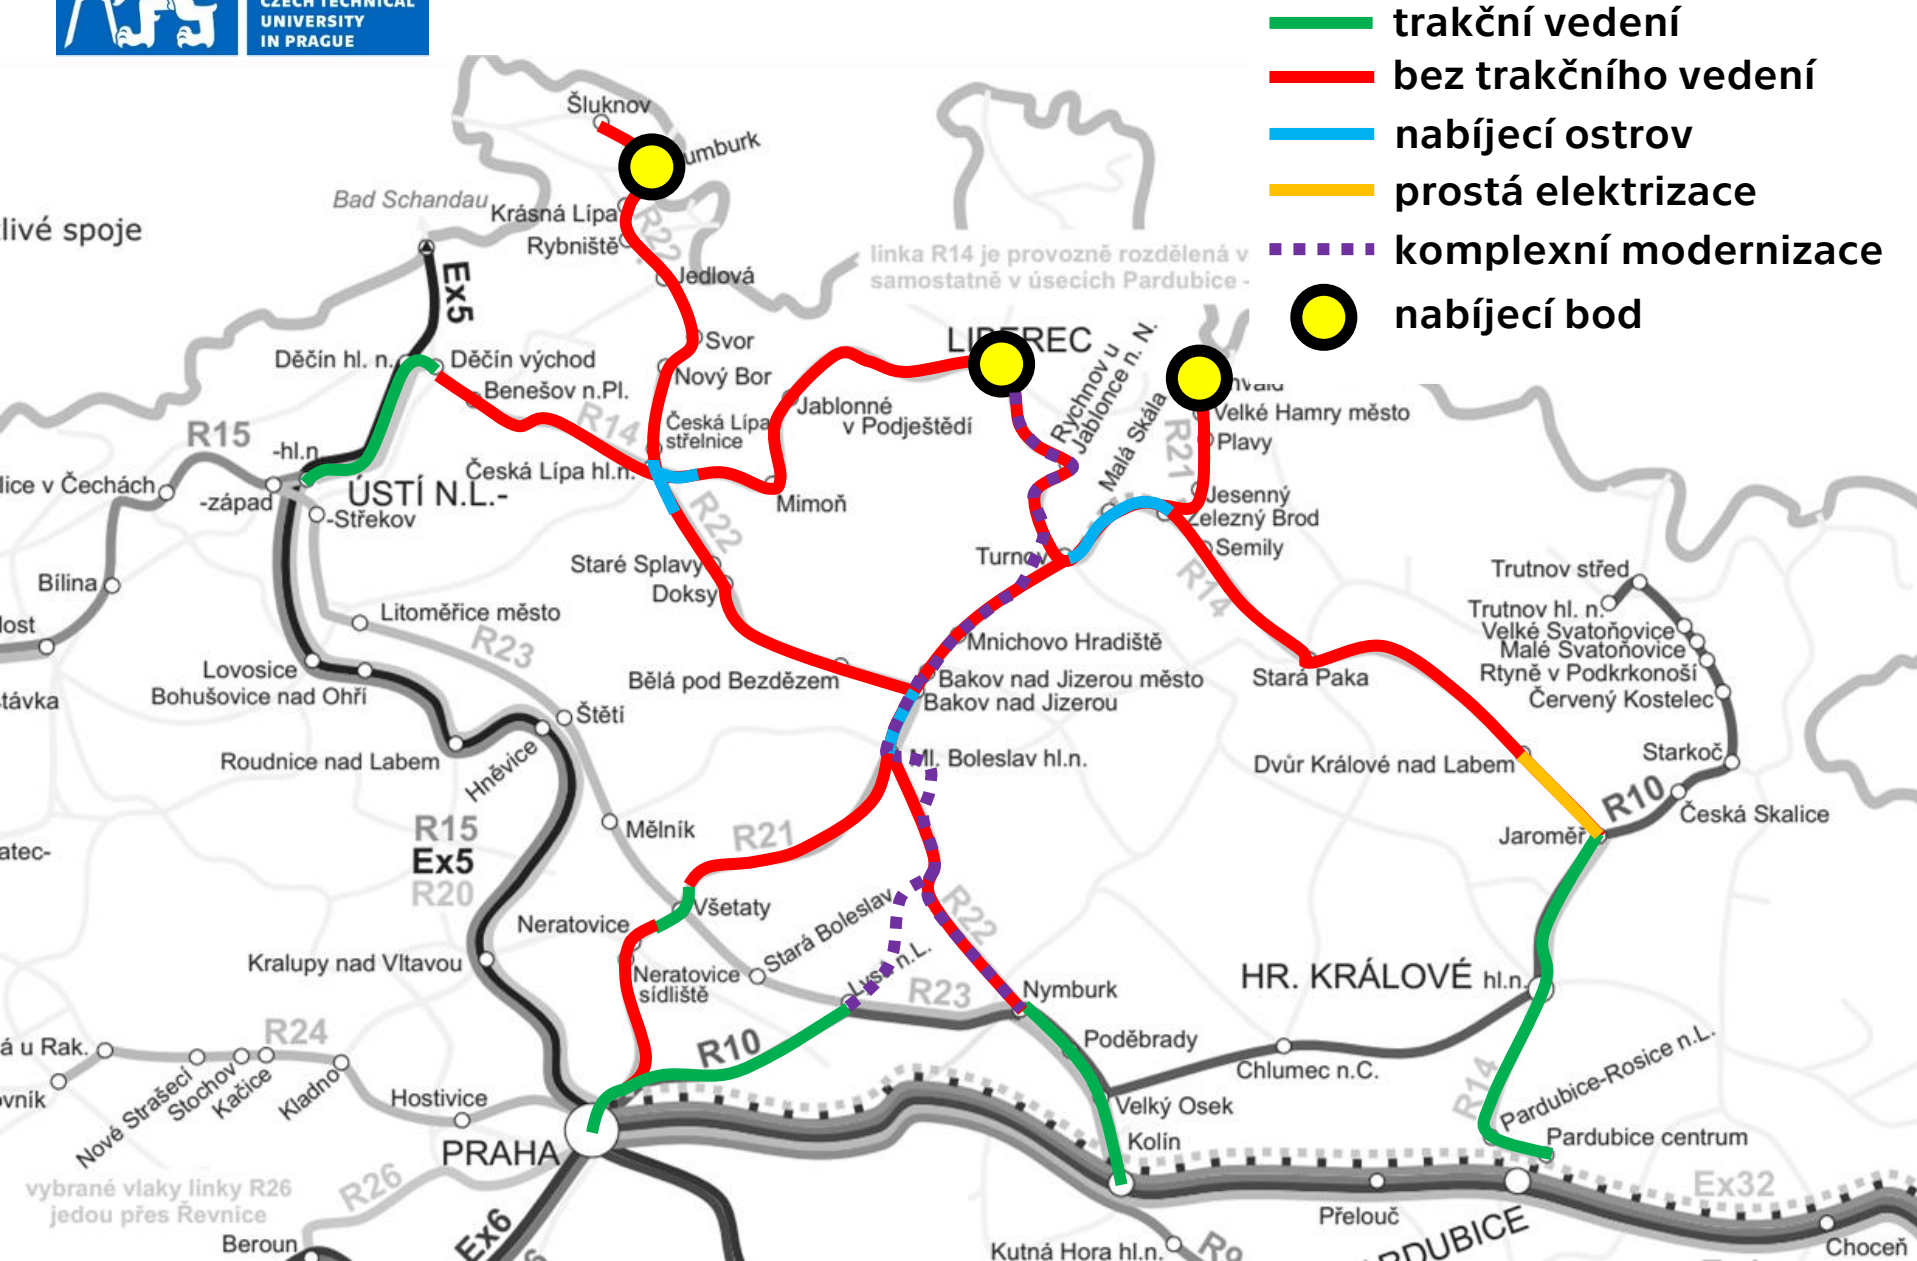 CZECH TECHNICAL
UNIVERSITY
IN PRAGUE
trakční vedení
bez trakčního vedení
nabíjecí ostrov
prostá elektrizace
komplexní modernizace
nabíjecí bod
Šluknov
Bad Schandau
Krásná Lípa
Rybniště
R22
Jedlová
spoje
Ex5
linka R14 je provozně rozdělená v
samostatně v úsecích Pardubice -
Svor
Nový Bor
Děčín hl. n.
Děčín východ
Benešov n.Pl.
R14
Česká Lípa
střelnice
Česká Lípa hl.n.
Jablonné
v Podještědí
Mimoň
LIBEREC
Rychnov u
Jablonce n. N.
Malá Skála
Velké Hamry město
R21
Plavy
Jesenný
Železný Brod
Semily
R14
Turnov
R15
-hl.n.
-západ
ÚSTÍ N.L.-
-Střekov
v Čechách
Bílina
Litoměřice město
R23
R22
Staré Splavy
Doksy
Bělá pod Bezdězem
Mnichovo Hradiště
Bakov nad Jizerou město
Bakov nad Jizerou
Ml. Boleslav hl.n.
Lovosice
Bohušovice nad Ohří
Štětí
Roudnice nad Labem
Hněvice
Mělník
R15
Ex5
R20
R21
Stará Paka
Trutnov střed
Trutnov hl. n.
Velké Svatoňovice
Malé Svatoňovice
Rtyně v Podkrkonoší
Červený Kostelec
Starkoč
R10
Česká Skalice
Dvůr Králové nad Labem
Jaroměř
Všetaty
Neratovice
Neratovice
sídliště
Stará Boleslav
Lysá n.L.
R22
R23
Nymburk
Poděbrady
Kralupy nad Vltavou
HR. KRÁLOVÉ hl.n.
Chlumec n.C.
Velký Osek
Kolín
R14
Pardubice-Rosice n.L.
Pardubice centrum
R24
á u Rak.
Nové Strašecí
Stochov
Kačice
Kladno
Hostivice
R10
PRAHA
vybrané vlaky linky R26
jedou přes Řevnice
R26
Beroun
Ex6
Kutná Hora hl.n.
R9
Přelouč
Ex32
Choceň